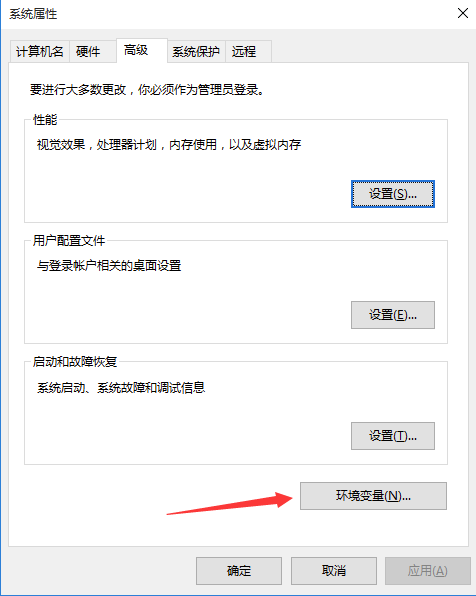 系统属性
计算机名 硬件 高级 系统保护 远程
要进行大多数更改，你必须作为管理员登录。
性能
视觉效果，处理器计划，内存使用，以及虚拟内存
设置(S)...
用户配置文件
与登录帐户相关的桌面设置
设置(E)...
启动和故障恢复
系统启动、系统故障和调试信息
设置(T)...
环境变量(N)...
确定 取消 应用(A)